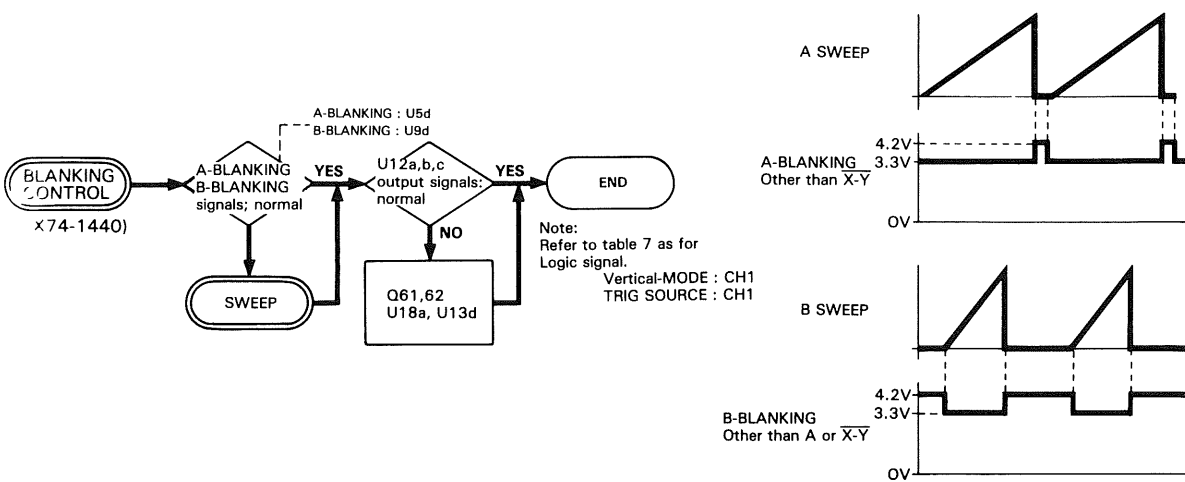 A-BLANKING : U5d
B-BLANKING : U9d
BLANKING
CONTROL
X74-1440)
A-BLANKING
B-BLANKING
signals; normal
YES
U12a,b,c
output signals:
normal
YES
END
NO
SWEEP
Q61,62
U18a, U13d
Note:
Refer to table 7 as for
Logic signal.
Vertical-MODE : CH1
TRIG SOURCE : CH1
A SWEEP
4.2V
3.3V
A-BLANKING
Other than X̅-̅Y̅
0V
B SWEEP
4.2V
3.3V
B-BLANKING
Other than A or X̅-̅Y̅
0V